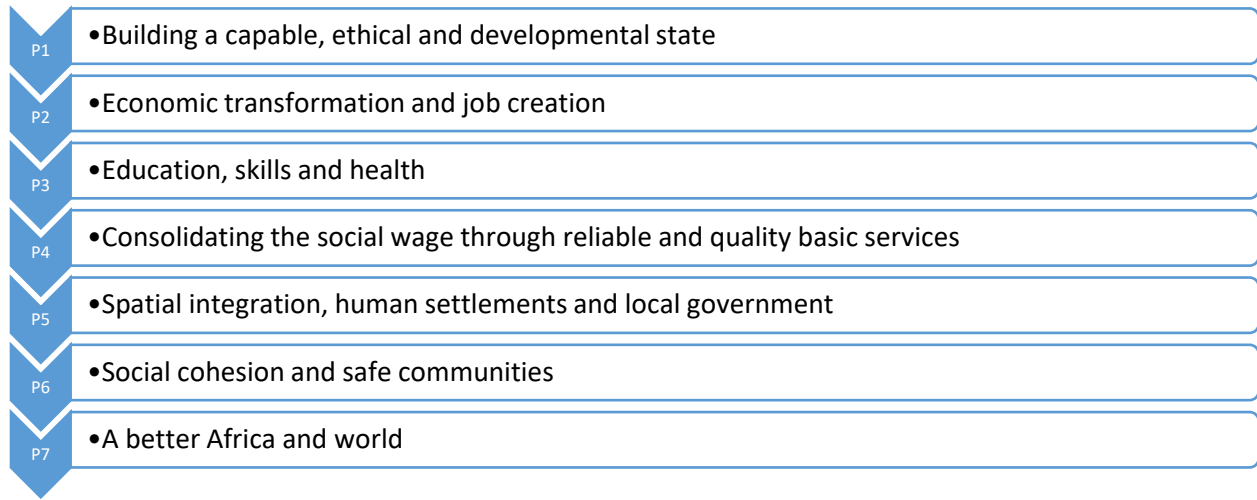 P1
•Building a capable, ethical and developmental state
P2
•Economic transformation and job creation
P3
•Education, skills and health
P4
•Consolidating the social wage through reliable and quality basic services
P5
•Spatial integration, human settlements and local government
P6
•Social cohesion and safe communities
P7
•A better Africa and world